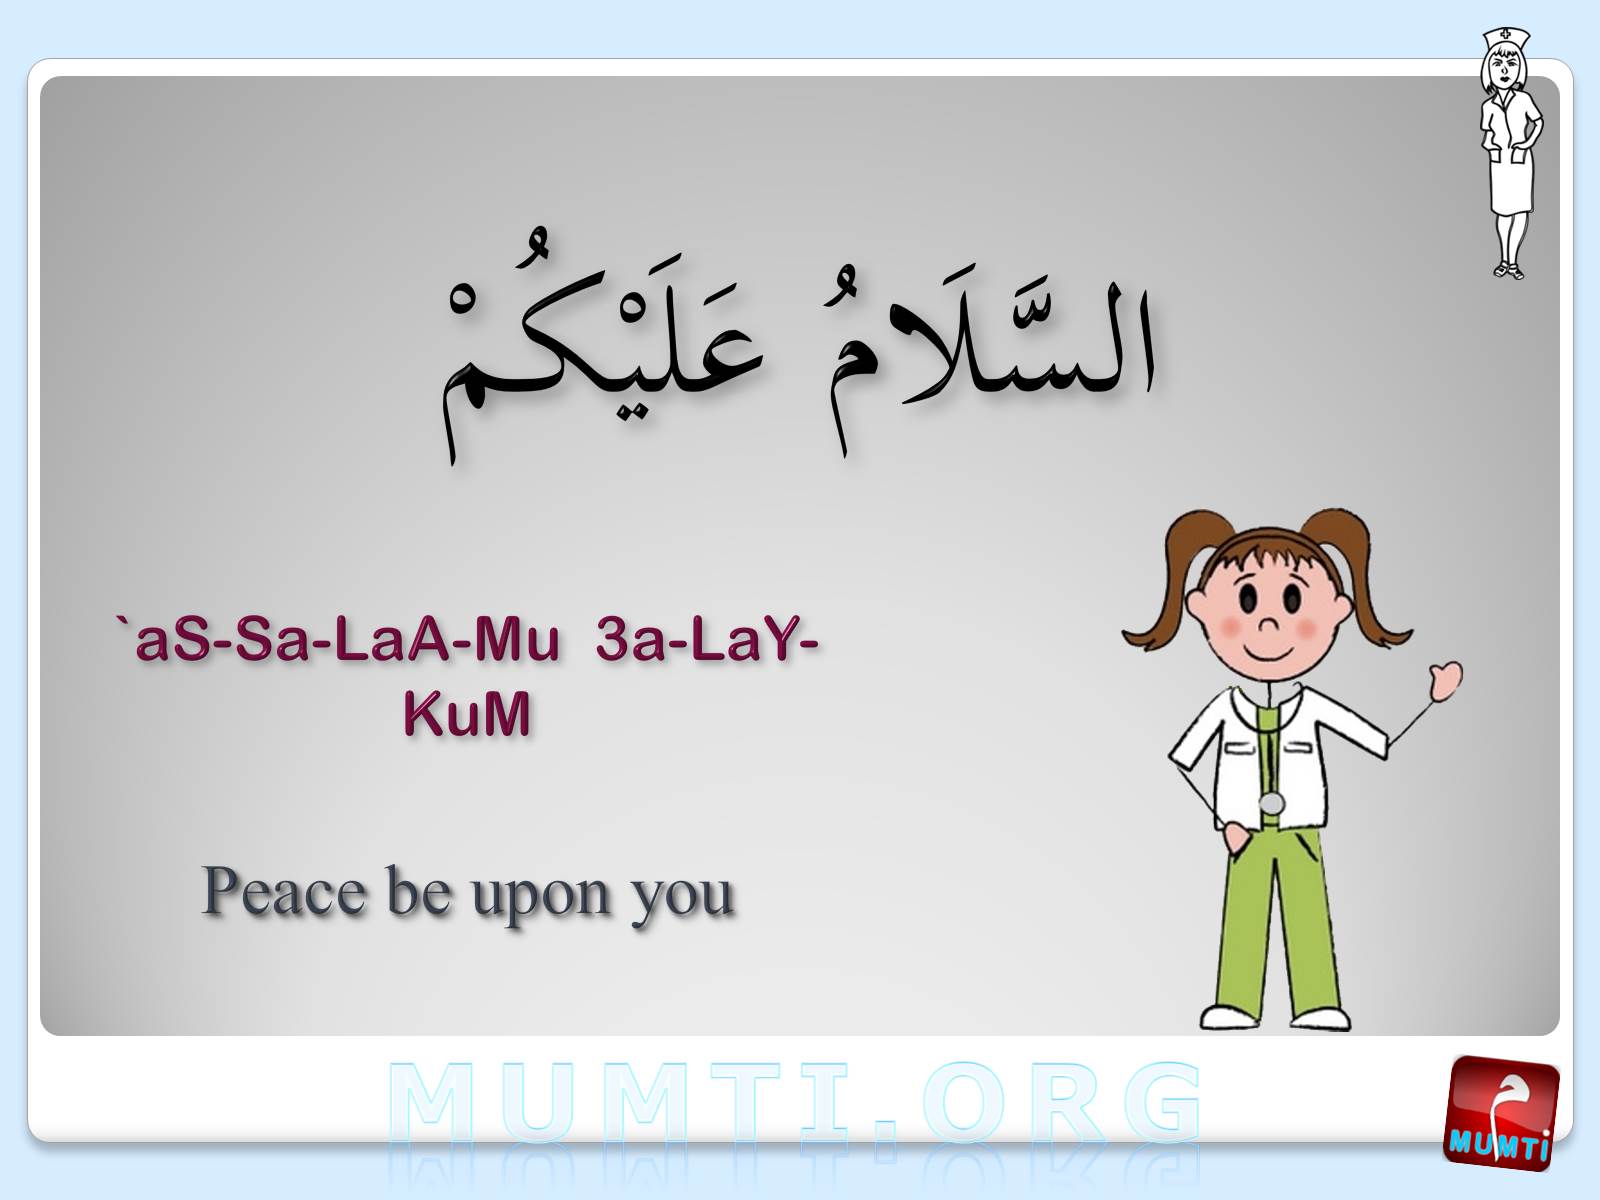 السَّلَامُ عَلَيْكُمْ
`aS-Sa-LaA-Mu 3a-LaY-
KuM
Peace be upon you
MUMTI.ORG
م
MUMTi